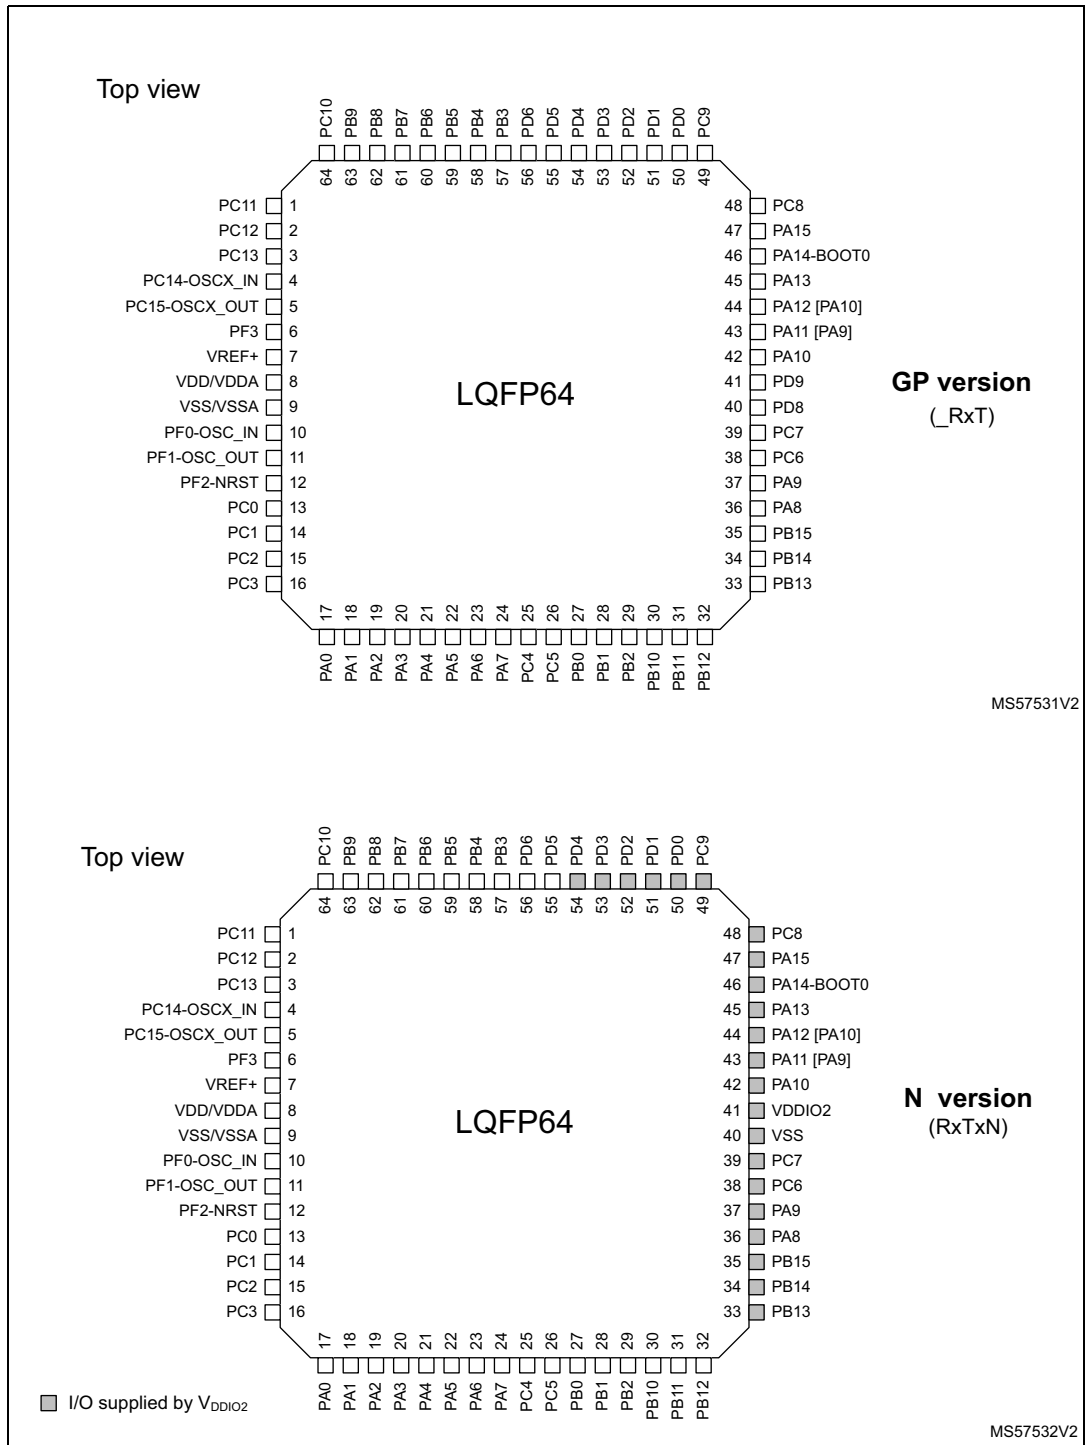 Top view
PC10 PB9 PB8 PB7 PB6 PB5 PB4 PB3 PD6 PD5 PD4 PD3 PD2 PD1 PD0 PC9
64 63 62 61 60 59 58 57 56 55 54 53 52 51 50 49
PC11 1 48 PC8
PC12 2 47 PA15
PC13 3 46 PA14-BOOT0
PC14-OSCX_IN 4 45 PA13
PC15-OSCX_OUT 5 44 PA12 [PA10]
PF3 6 43 PA11 [PA9]
VREF+ 7 42 PA10
VDD/VDDA 8 41 PD9
VSS/VSSA 9 40 PD8
PF0-OSC_IN 10 39 PC7
PF1-OSC_OUT 11 38 PC6
PF2-NRST 12 37 PA9
PC0 13 36 PA8
PC1 14 35 PB15
PC2 15 34 PB14
PC3 16 33 PB13
LQFP64
GP version
(_RxT)
17 18 19 20 21 22 23 24 25 26 27 28 29 30 31 32
PA0 PA1 PA2 PA3 PA4 PA5 PA6 PA7 PC4 PC5 PB0 PB1 PB2 PB10 PB11 PB12
MS57531V2
Top view
PC10 PB9 PB8 PB7 PB6 PB5 PB4 PB3 PD6 PD5 PD4 PD3 PD2 PD1 PD0 PC9
64 63 62 61 60 59 58 57 56 55 54 53 52 51 50 49
PC11 1 48 PC8
PC12 2 47 PA15
PC13 3 46 PA14-BOOT0
PC14-OSCX_IN 4 45 PA13
PC15-OSCX_OUT 5 44 PA12 [PA10]
PF3 6 43 PA11 [PA9]
VREF+ 7 42 PA10
VDD/VDDA 8 41 VDDIO2
VSS/VSSA 9 40 VSS
PF0-OSC_IN 10 39 PC7
PF1-OSC_OUT 11 38 PC6
PF2-NRST 12 37 PA9
PC0 13 36 PA8
PC1 14 35 PB15
PC2 15 34 PB14
PC3 16 33 PB13
LQFP64
N version
(RxTxN)
17 18 19 20 21 22 23 24 25 26 27 28 29 30 31 32
PA0 PA1 PA2 PA3 PA4 PA5 PA6 PA7 PC4 PC5 PB0 PB1 PB2 PB10 PB11 PB12
I/O supplied by VDDIO2
MS57532V2